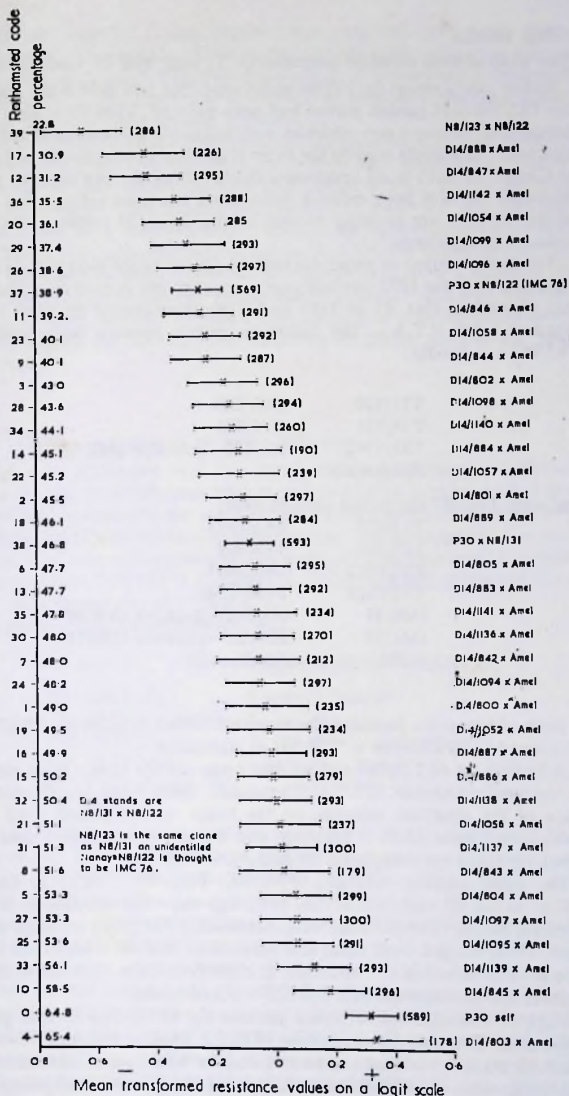 Rothamsted code
percentage
39 22.8 (286) N8/123 x N8/122
17 - 30.9 (226) D14/888 x Amel
12 - 31.2 (295) D14/847 x Amel
36 - 35.5 (288) D14/1142 x Amel
20 - 36.1 (285 D14/1054 x Amel
29 - 37.4 (293) D14/1099 x Amel
26 - 38.6 (297) D14/1096 x Amel
37 - 38.9 (569) P30 x N8/122 (IMC 76)
11 - 39.2. (291) D14/846 x Amel
23 - 40.1 (292) D14/1058 x Amel
9 - 40.1 (287) D14/844 x Amel
3 - 43.0 (296) D14/802 x Amel
28 - 43.6 (294) D14/1098 x Amel
34 - 44.1 (260) D14/1140 x Amel
14 - 45.1 (190) D14/884 x Amel
22 - 45.2 (239) D14/1057 x Amel
2 - 45.5 (297) D14/801 x Amel
18 - 46.1 (284) D14/889 x Amel
38 - 46.8 (593) P30 x N8/131
6 - 47.7 (295) D14/805 x Amel
13 - 47.7 (292) D14/883 x Amel
35 - 47.8 (234) D14/1141 x Amel
30 - 48.0 (270) D14/1136 x Amel
7 - 48.0 (212) D14/842 x Amel
24 - 48.2 (297) D14/1094 x Amel
1 - 49.0 (235) D14/800 x Amel
19 - 49.5 (234) D14/1052 x Amel
16 - 49.9 (293) D14/887 x Amel
15 - 50.2 (279) D14/886 x Amel
32 - 50.4 (293) D14/1138 x Amel
D14 stands are
N8/131 x N8/122
21 - 51.1 (237) D14/1056 x Amel
N8/123 is the same clone
31 - 51.3 (300) D14/1137 x Amel
as N8/131 an unidentified
Nanay N8/122 is thought
8 - 51.6 (179) D14/843 x Amel
to be IMC 76.
5 - 53.3 (299) D14/804 x Amel
27 - 53.3 (300) D14/1097 x Amel
25 - 53.6 (291) D14/1095 x Amel
33 - 56.1 (293) D14/1139 x Amel
10 - 58.5 (296) D14/845 x Amel
0 - 64.8 (589) P30 self
4 - 65.4 (178) D14/803 x Amel
0.8 0.6 0.4 0.2 0 0.2 0.4 0.6
− +
Mean transformed resistance values on a logit scale